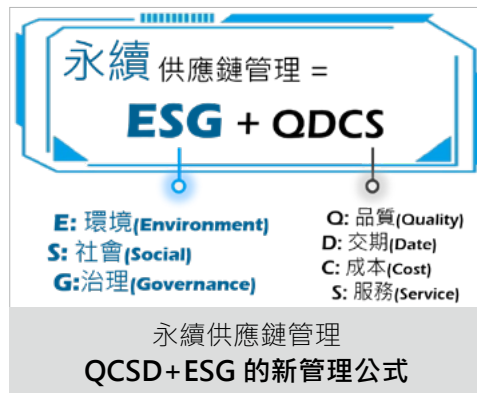 永續 供應鏈管理 =
ESG + QDCS
E: 環境(Environment)
S: 社會(Social)
G:治理(Governance)
Q: 品質(Quality)
D: 交期(Date)
C: 成本(Cost)
S: 服務(Service)
永續供應鏈管理
QCSD+ESG 的新管理公式